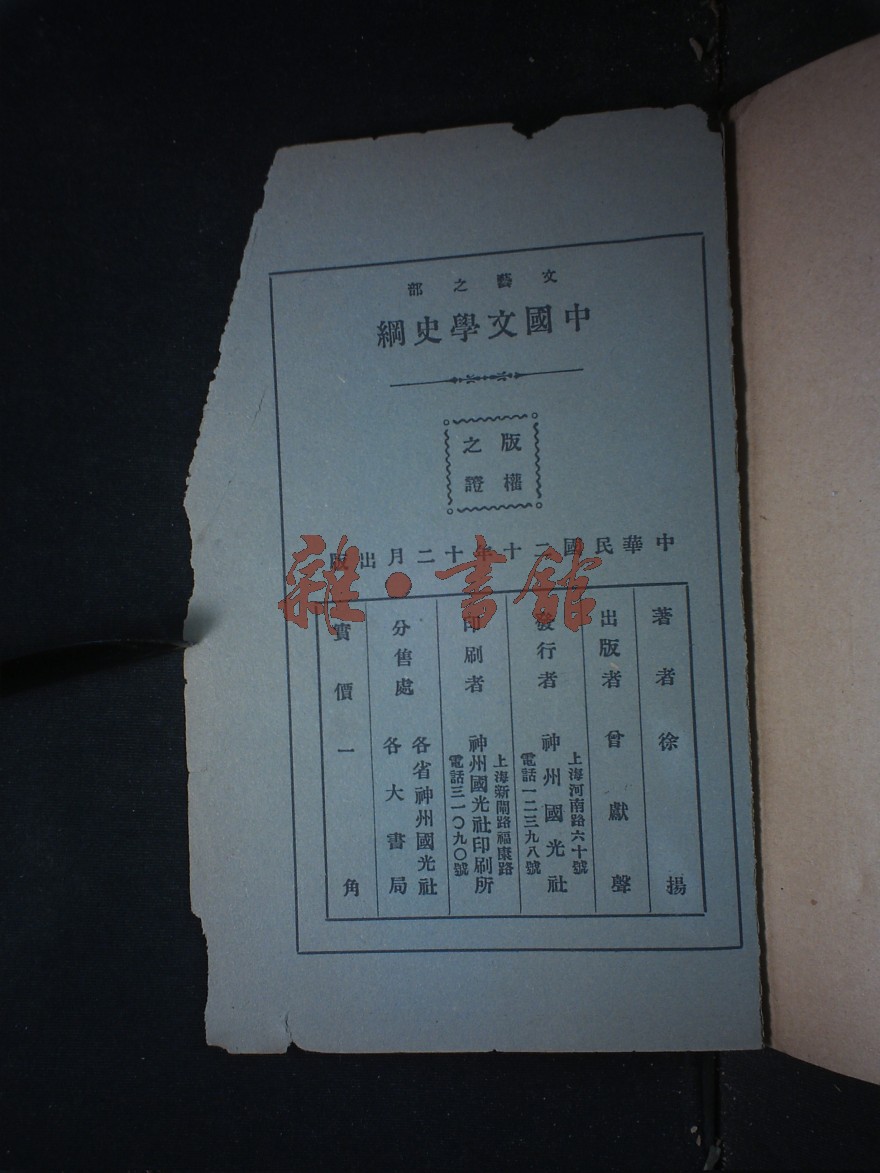 文藝之部
中國文學史綱
版權
之證
中華民國二十年十二月出版
著者 徐揚
出版者 曾獻聲
發行者 神州國光社
上海河南路六十號
電話一二三九八號
印刷者 神州國光社印刷所
上海新閘路福康路
電話三一〇九〇號
分售處 各省神州國光社
各大書局
實價一角
雜·書館